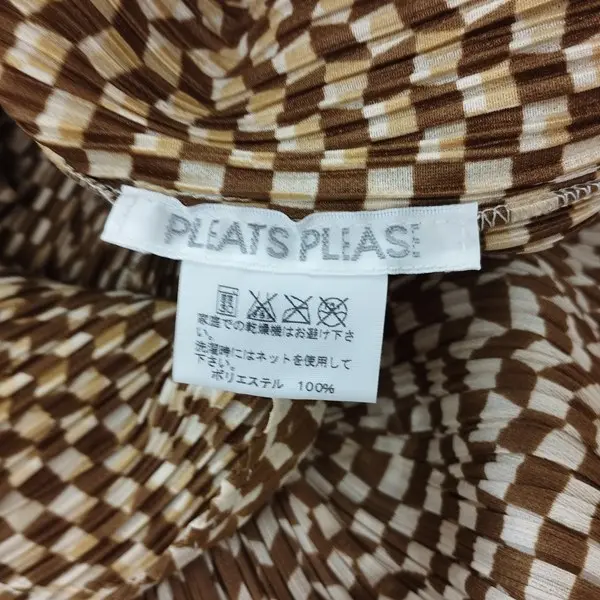 PLEATS PLEASE
家庭での乾燥機はお避け下さ
い。
洗濯時にはネットを使用して
下さい。
ポリエステル 100%